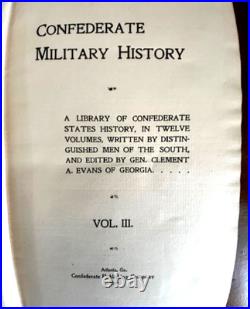 CONFEDERATE
MILITARY HISTORY
A LIBRARY OF CONFEDERATE
STATES HISTORY, IN TWELVE
VOLUMES, WRITTEN BY DISTIN-
GUISHED MEN OF THE SOUTH,
AND EDITED BY GEN. CLEMENT
A. EVANS OF GEORGIA. . . . .
VOL. III.
Atlanta, Ga.
Confederate